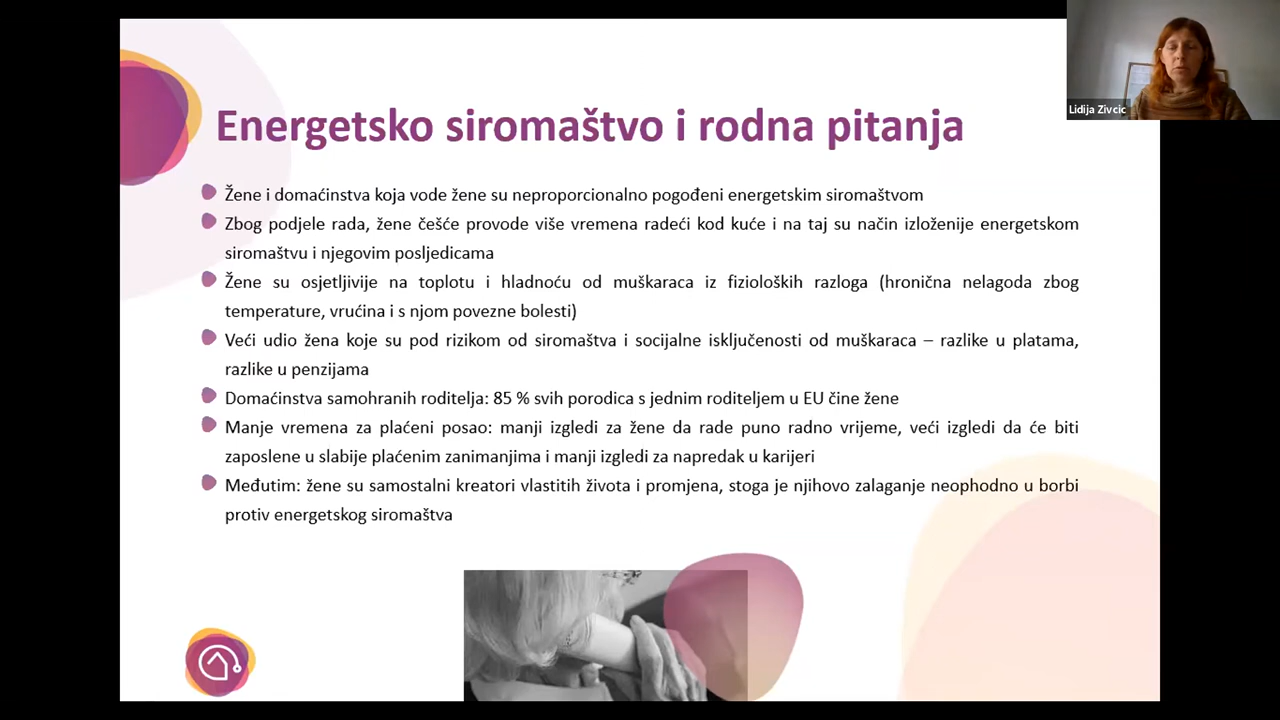 Lidija Zivcic
Energetsko siromaštvo i rodna pitanja
Žene i domaćinstva koja vode žene su neproporcionalno pogođeni energetskim siromaštvom
Zbog podjele rada, žene češće provode više vremena radeći kod kuće i na taj su način izloženije energetskom
siromaštvu i njegovim posljedicama
Žene su osjetljivije na toplotu i hladnoću od muškaraca iz fizioloških razloga (hronična nelagoda zbog
temperature, vrućina i s njom povezne bolesti)
Veći udio žena koje su pod rizikom od siromaštva i socijalne isključenosti od muškaraca – razlike u platama,
razlike u penzijama
Domaćinstva samohranih roditelja: 85 % svih porodica s jednim roditeljem u EU čine žene
Manje vremena za plaćeni posao: manji izgledi za žene da rade puno radno vrijeme, veći izgledi da će biti
zaposlene u slabije plaćenim zanimanjima i manji izgledi za napredak u karijeri
Međutim: žene su samostalni kreatori vlastitih života i promjena, stoga je njihovo zalaganje neophodno u borbi
protiv energetskog siromaštva